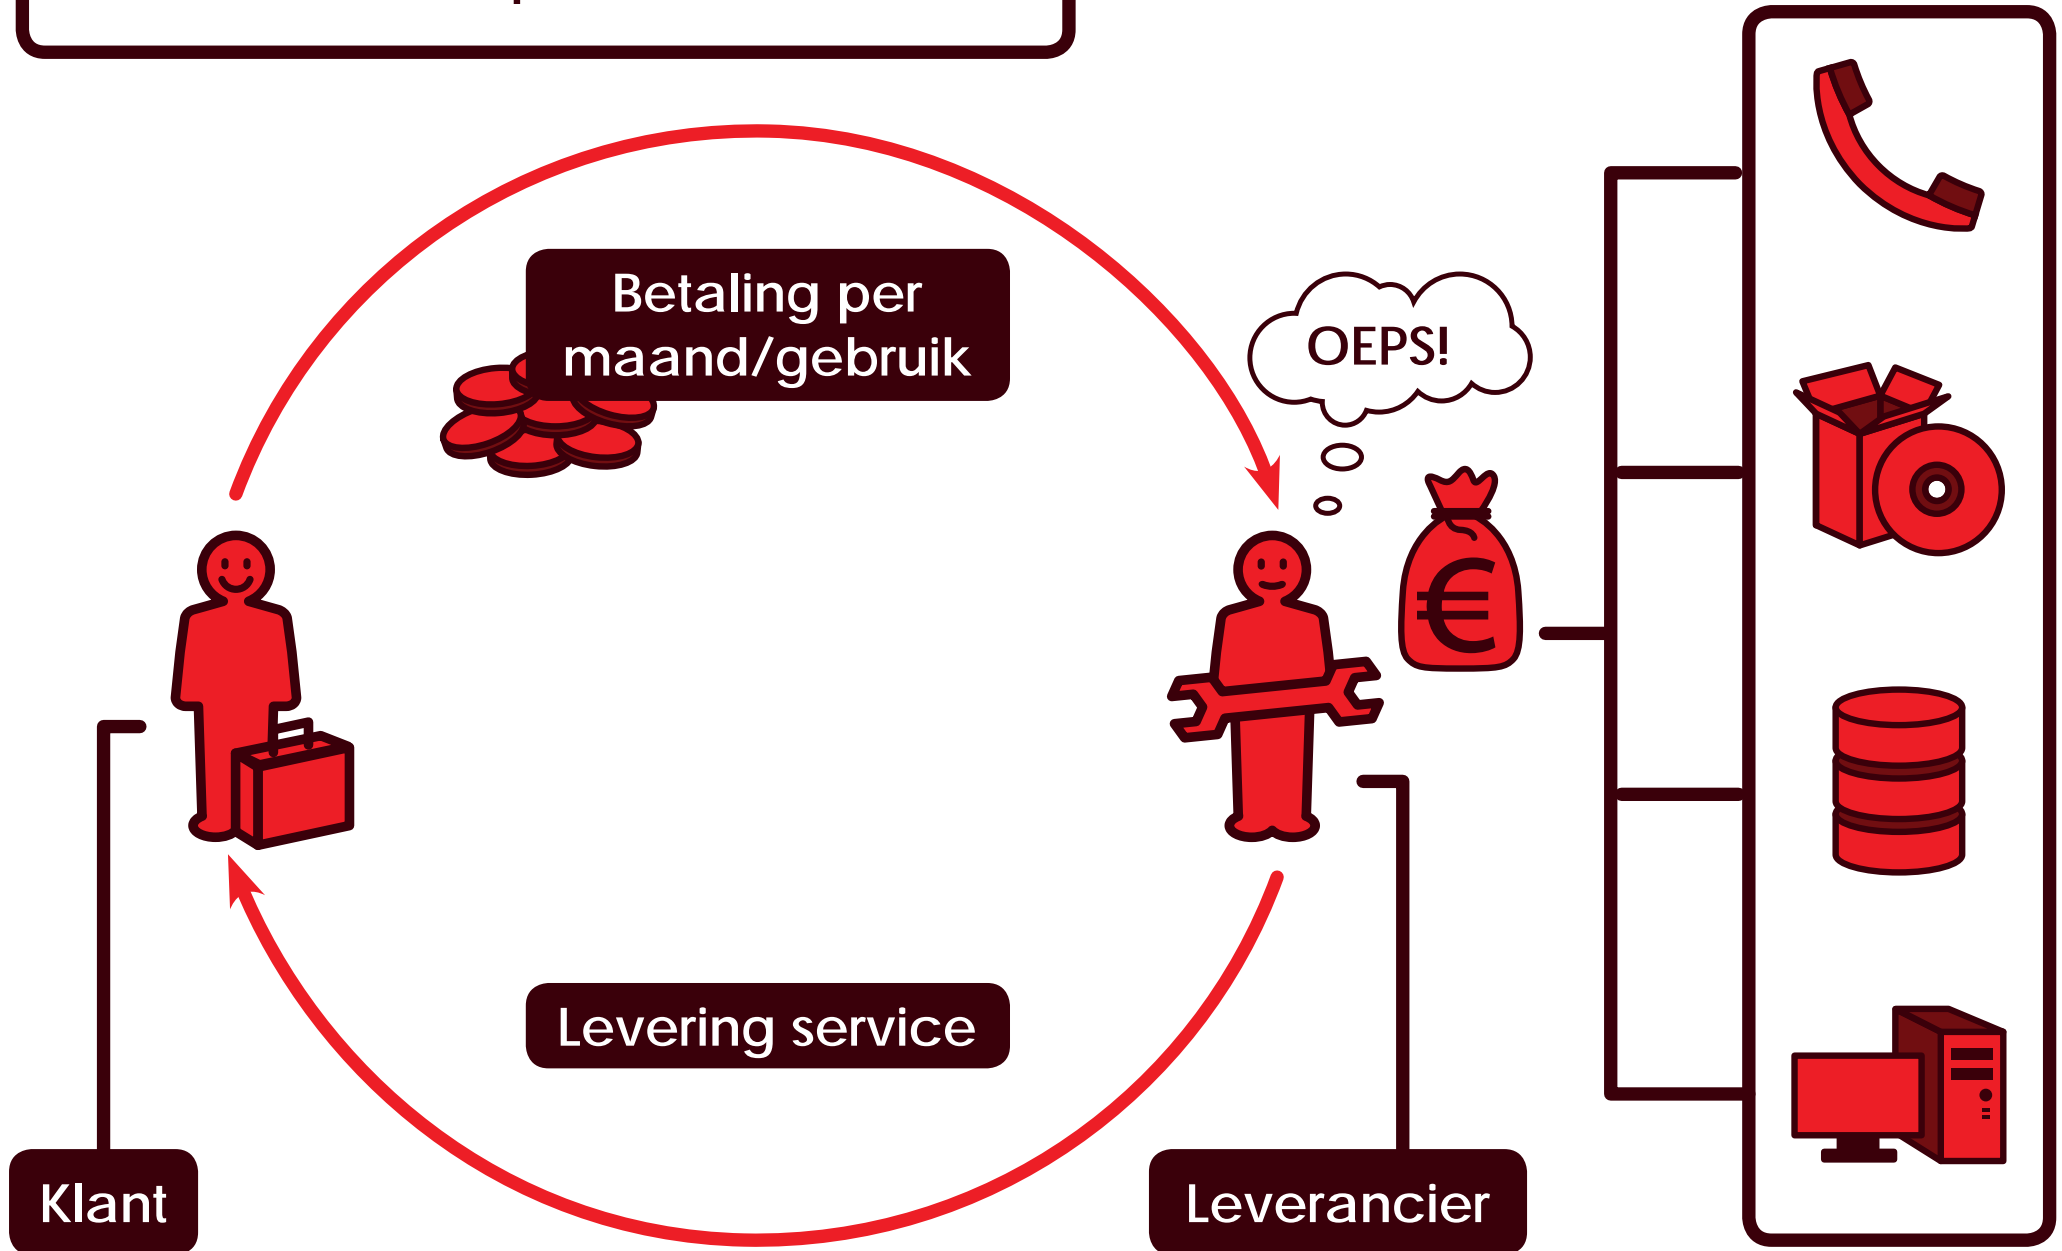 Betaling per
maand/gebruik
OEPS!
Levering service
Klant
Leverancier